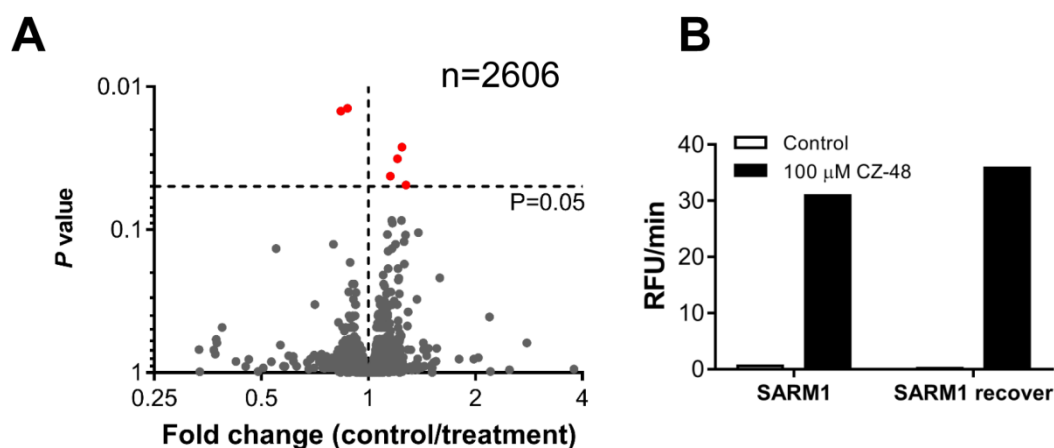 A
n=2606
0.01
0.1
1
P value
P=0.05
0.25
0.5
1
2
4
Fold change (control/treatment)
B
Control
100 μM CZ-48
40
30
20
10
0
RFU/min
SARM1
SARM1 recover